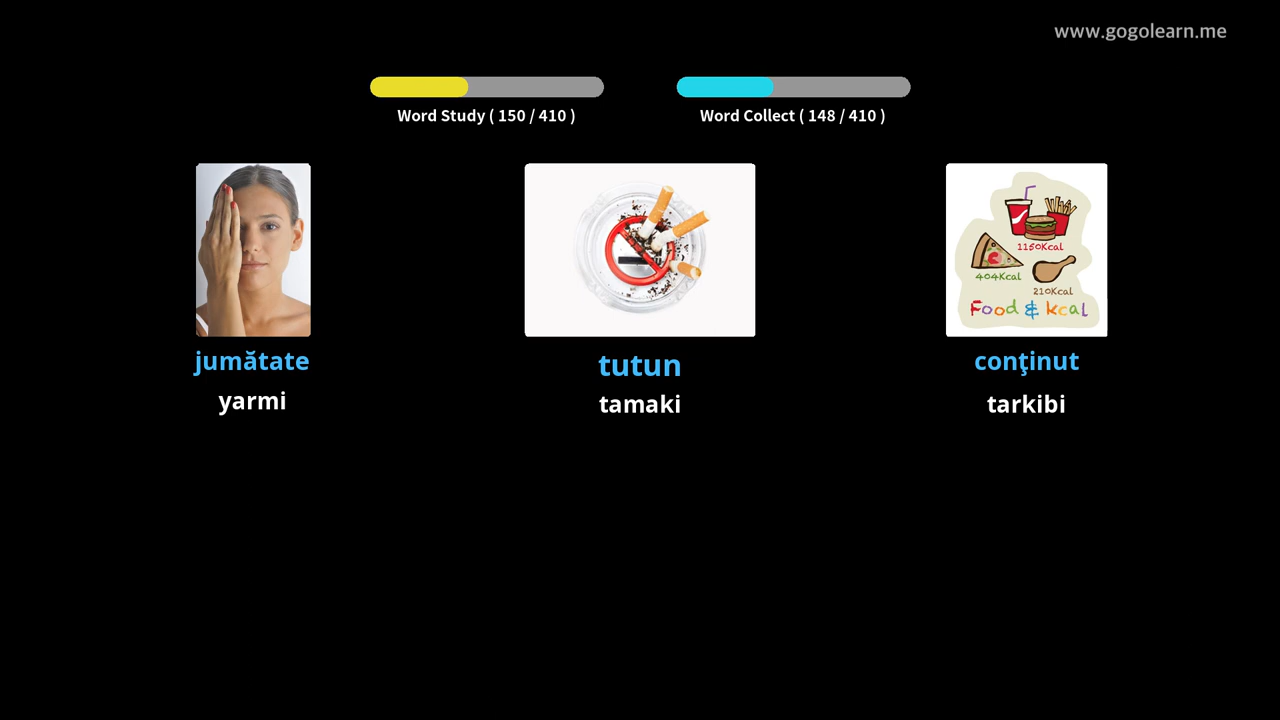 www.gogolearn.me
Word Study ( 150 / 410 )
Word Collect ( 148 / 410 )
1150Kcal
404Kcal
210Kcal
Food & kcal
jumătate
tutun
conţinut
yarmi
tamaki
tarkibi